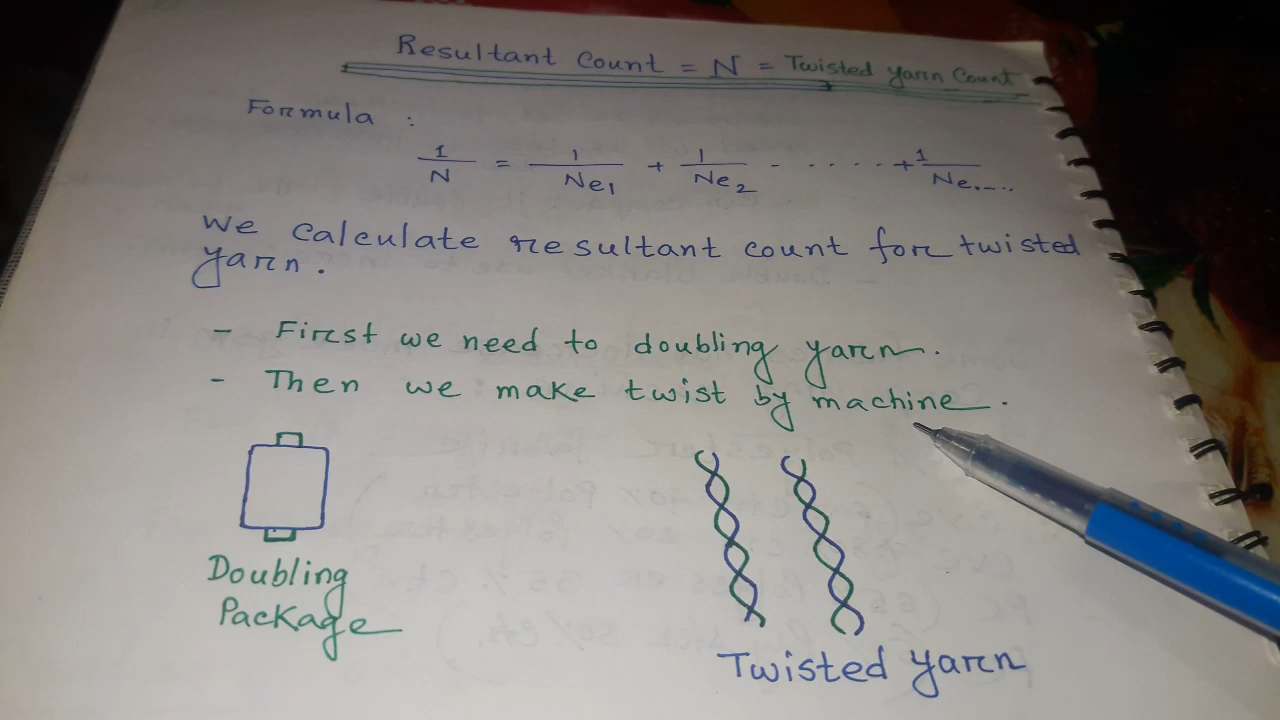 Resultant Count = N = Twisted yarn Count
Formula :
1/N = 1/Ne1 + 1/Ne2 - ..... + 1/Ne.....
We calculate resultant count for twisted
yarn.
- First we need to doubling yarn.
- Then we make twist by machine.
Doubling
Package
Twisted yarn